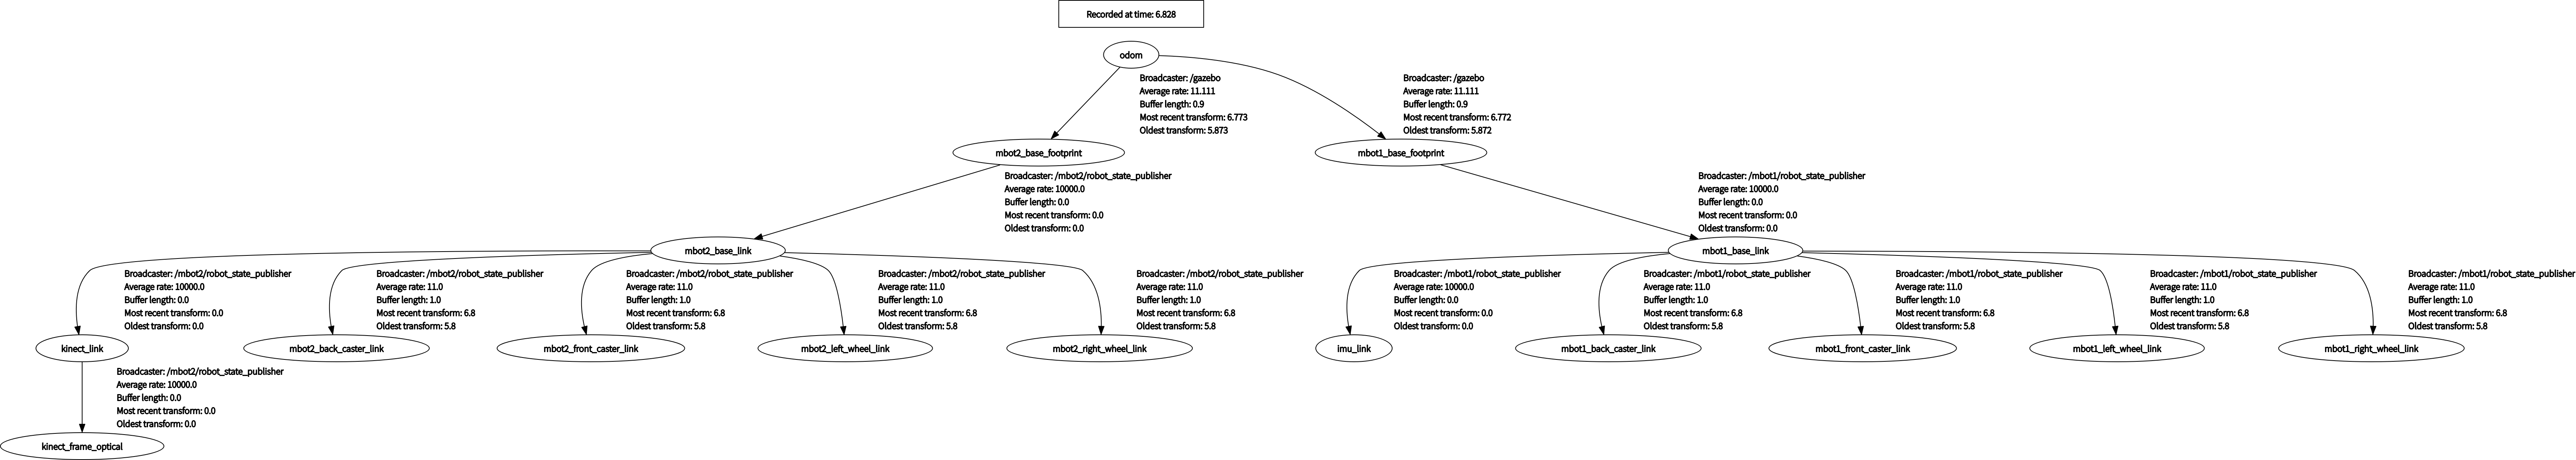 Recorded at time: 6.828
odom
Broadcaster: /gazebo
Average rate: 11.111
Buffer length: 0.9
Most recent transform: 6.773
Oldest transform: 5.873
Broadcaster: /gazebo
Average rate: 11.111
Buffer length: 0.9
Most recent transform: 6.772
Oldest transform: 5.872
mbot2_base_footprint
mbot1_base_footprint
Broadcaster: /mbot2/robot_state_publisher
Average rate: 10000.0
Buffer length: 0.0
Most recent transform: 0.0
Oldest transform: 0.0
Broadcaster: /mbot1/robot_state_publisher
Average rate: 10000.0
Buffer length: 0.0
Most recent transform: 0.0
Oldest transform: 0.0
mbot2_base_link
mbot1_base_link
Broadcaster: /mbot2/robot_state_publisher
Average rate: 10000.0
Buffer length: 0.0
Most recent transform: 0.0
Oldest transform: 0.0
Broadcaster: /mbot2/robot_state_publisher
Average rate: 11.0
Buffer length: 1.0
Most recent transform: 6.8
Oldest transform: 5.8
Broadcaster: /mbot2/robot_state_publisher
Average rate: 11.0
Buffer length: 1.0
Most recent transform: 6.8
Oldest transform: 5.8
Broadcaster: /mbot2/robot_state_publisher
Average rate: 11.0
Buffer length: 1.0
Most recent transform: 6.8
Oldest transform: 5.8
Broadcaster: /mbot2/robot_state_publisher
Average rate: 11.0
Buffer length: 1.0
Most recent transform: 6.8
Oldest transform: 5.8
Broadcaster: /mbot1/robot_state_publisher
Average rate: 10000.0
Buffer length: 0.0
Most recent transform: 0.0
Oldest transform: 0.0
Broadcaster: /mbot1/robot_state_publisher
Average rate: 11.0
Buffer length: 1.0
Most recent transform: 6.8
Oldest transform: 5.8
Broadcaster: /mbot1/robot_state_publisher
Average rate: 11.0
Buffer length: 1.0
Most recent transform: 6.8
Oldest transform: 5.8
Broadcaster: /mbot1/robot_state_publisher
Average rate: 11.0
Buffer length: 1.0
Most recent transform: 6.8
Oldest transform: 5.8
Broadcaster: /mbot1/robot_state_publisher
Average rate: 11.0
Buffer length: 1.0
Most recent transform: 6.8
Oldest transform: 5.8
kinect_link
mbot2_back_caster_link
mbot2_front_caster_link
mbot2_left_wheel_link
mbot2_right_wheel_link
imu_link
mbot1_back_caster_link
mbot1_front_caster_link
mbot1_left_wheel_link
mbot1_right_wheel_link
Broadcaster: /mbot2/robot_state_publisher
Average rate: 10000.0
Buffer length: 0.0
Most recent transform: 0.0
Oldest transform: 0.0
kinect_frame_optical